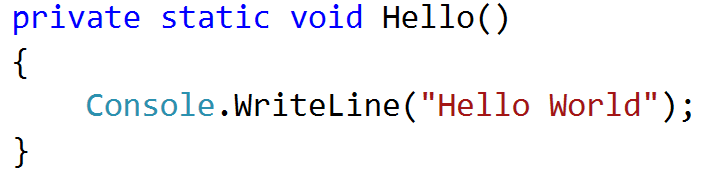 private static void Hello()
{
    Console.WriteLine("Hello World");
}